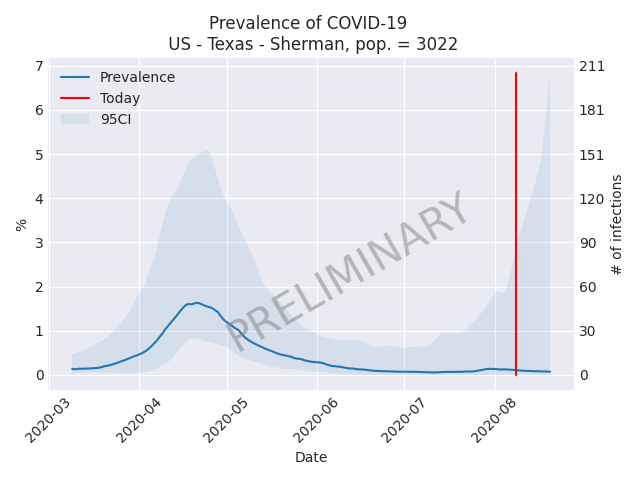 Prevalence of COVID-19
US - Texas - Sherman, pop. = 3022
Prevalence
Today
95CI
PRELIMINARY
%
7
6
5
4
3
2
1
0
211
181
151
120
90
60
30
0
# of infections
2020-03
2020-04
2020-05
2020-06
2020-07
2020-08
Date